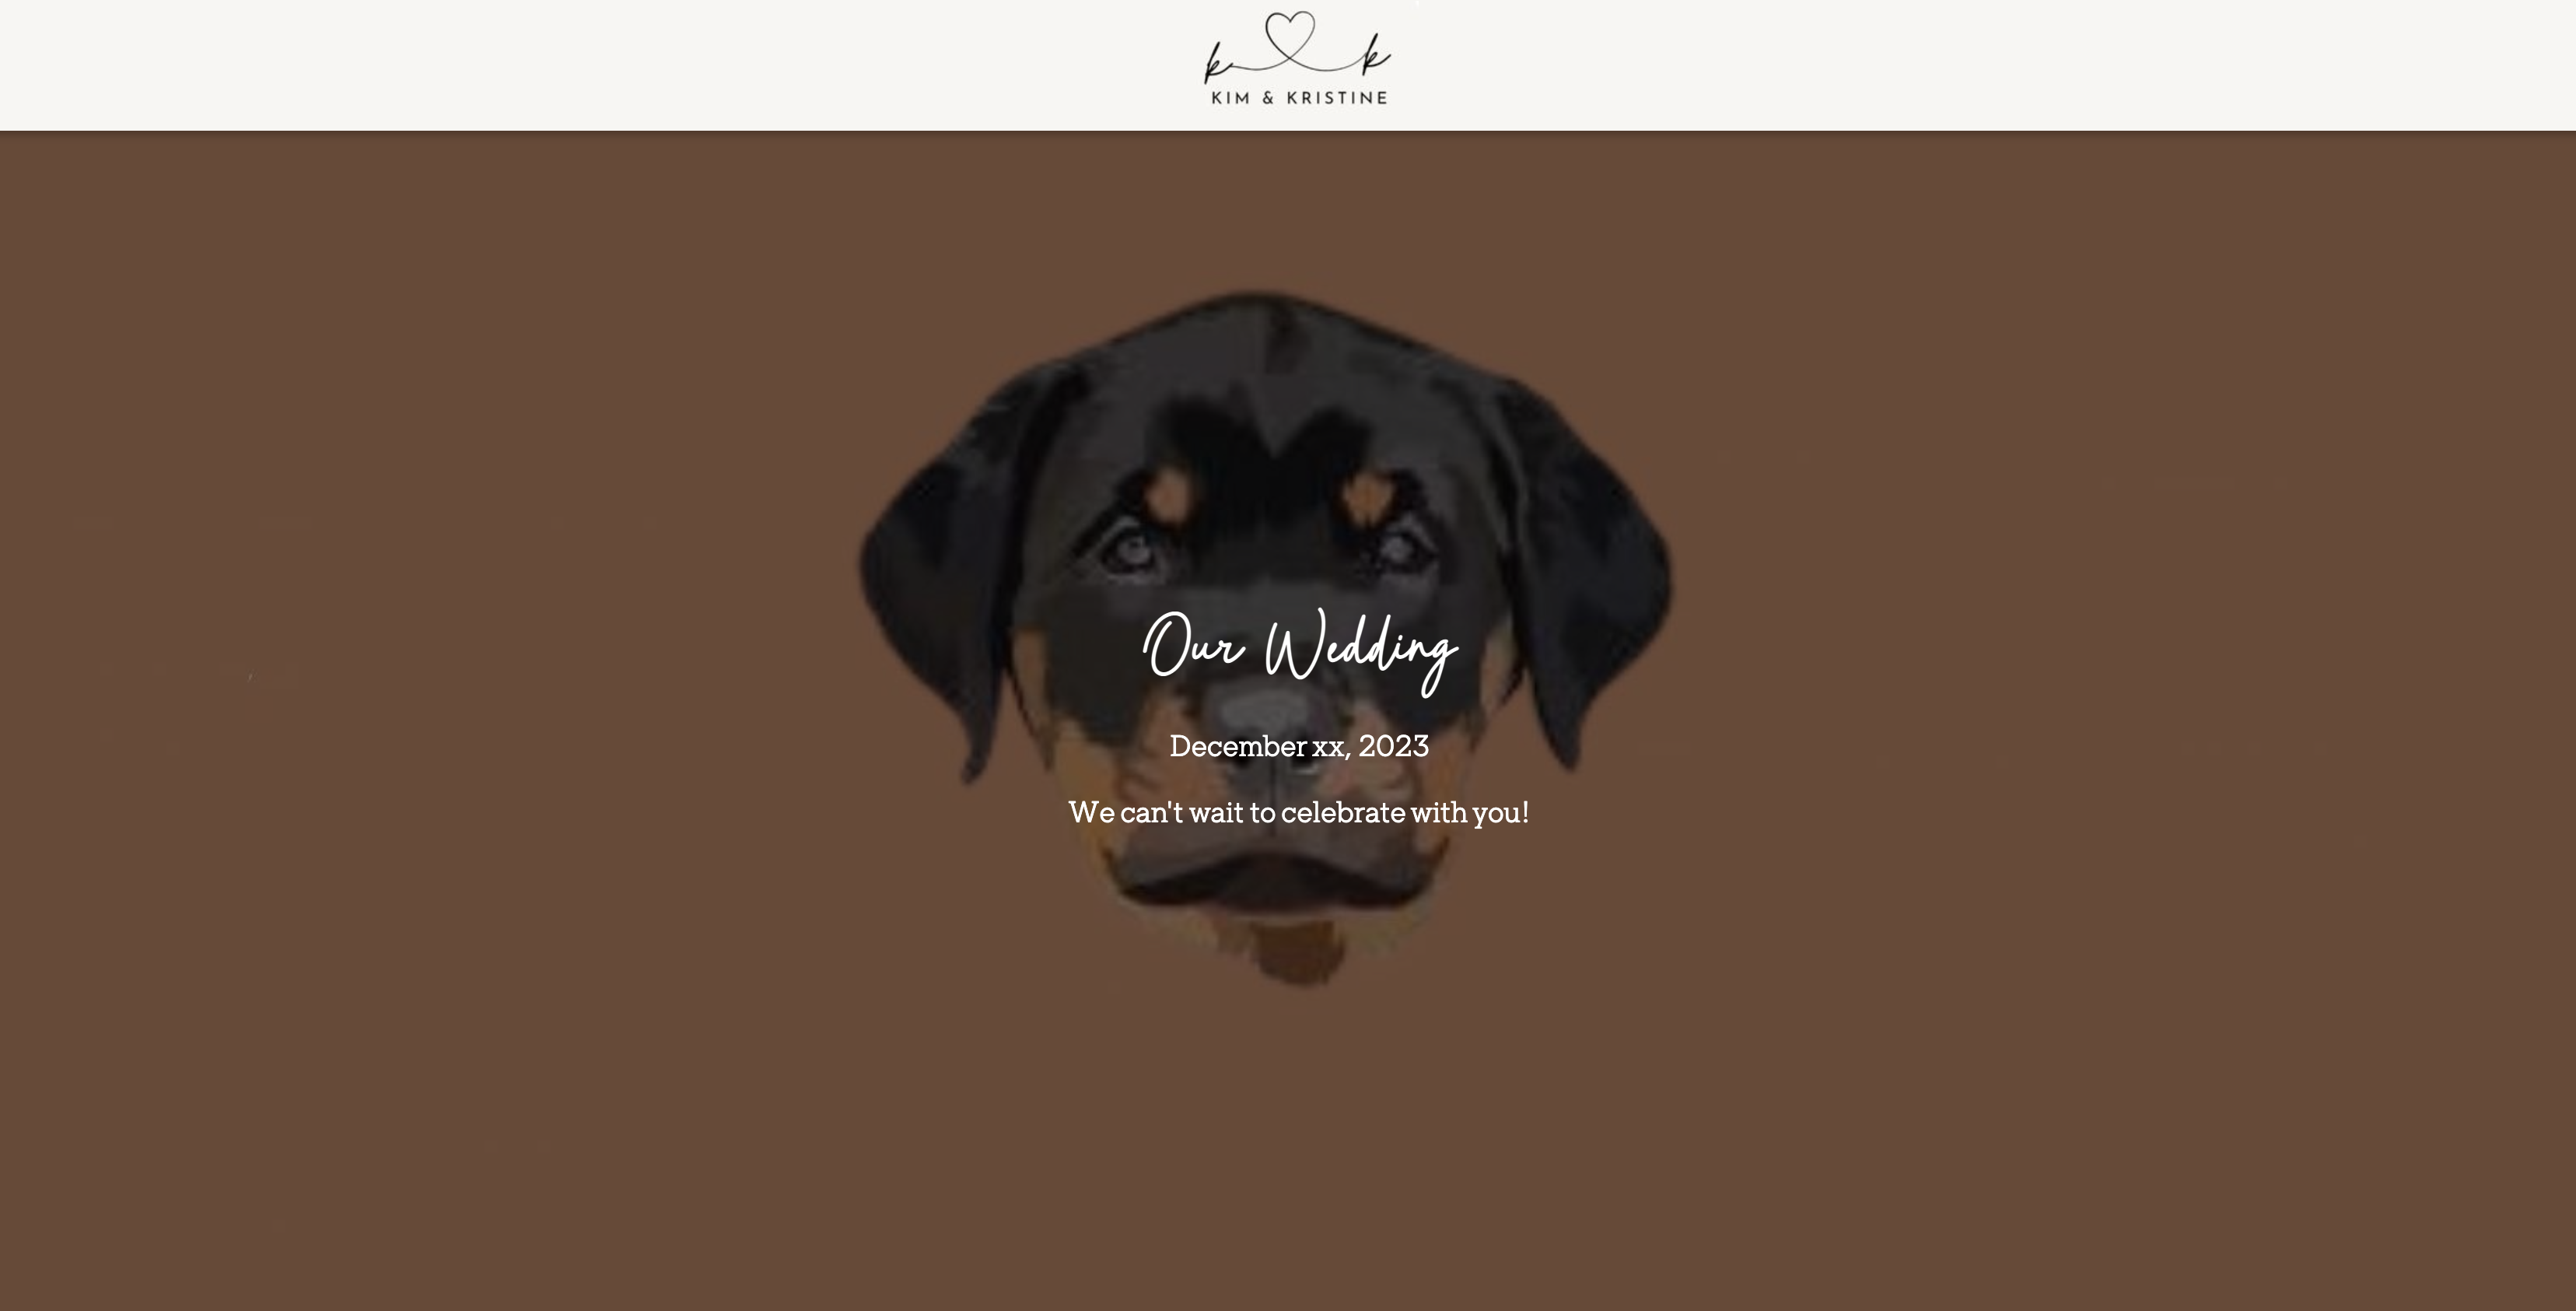 k k
KIM & KRISTINE
Our Wedding
December xx, 2023
We can't wait to celebrate with you!